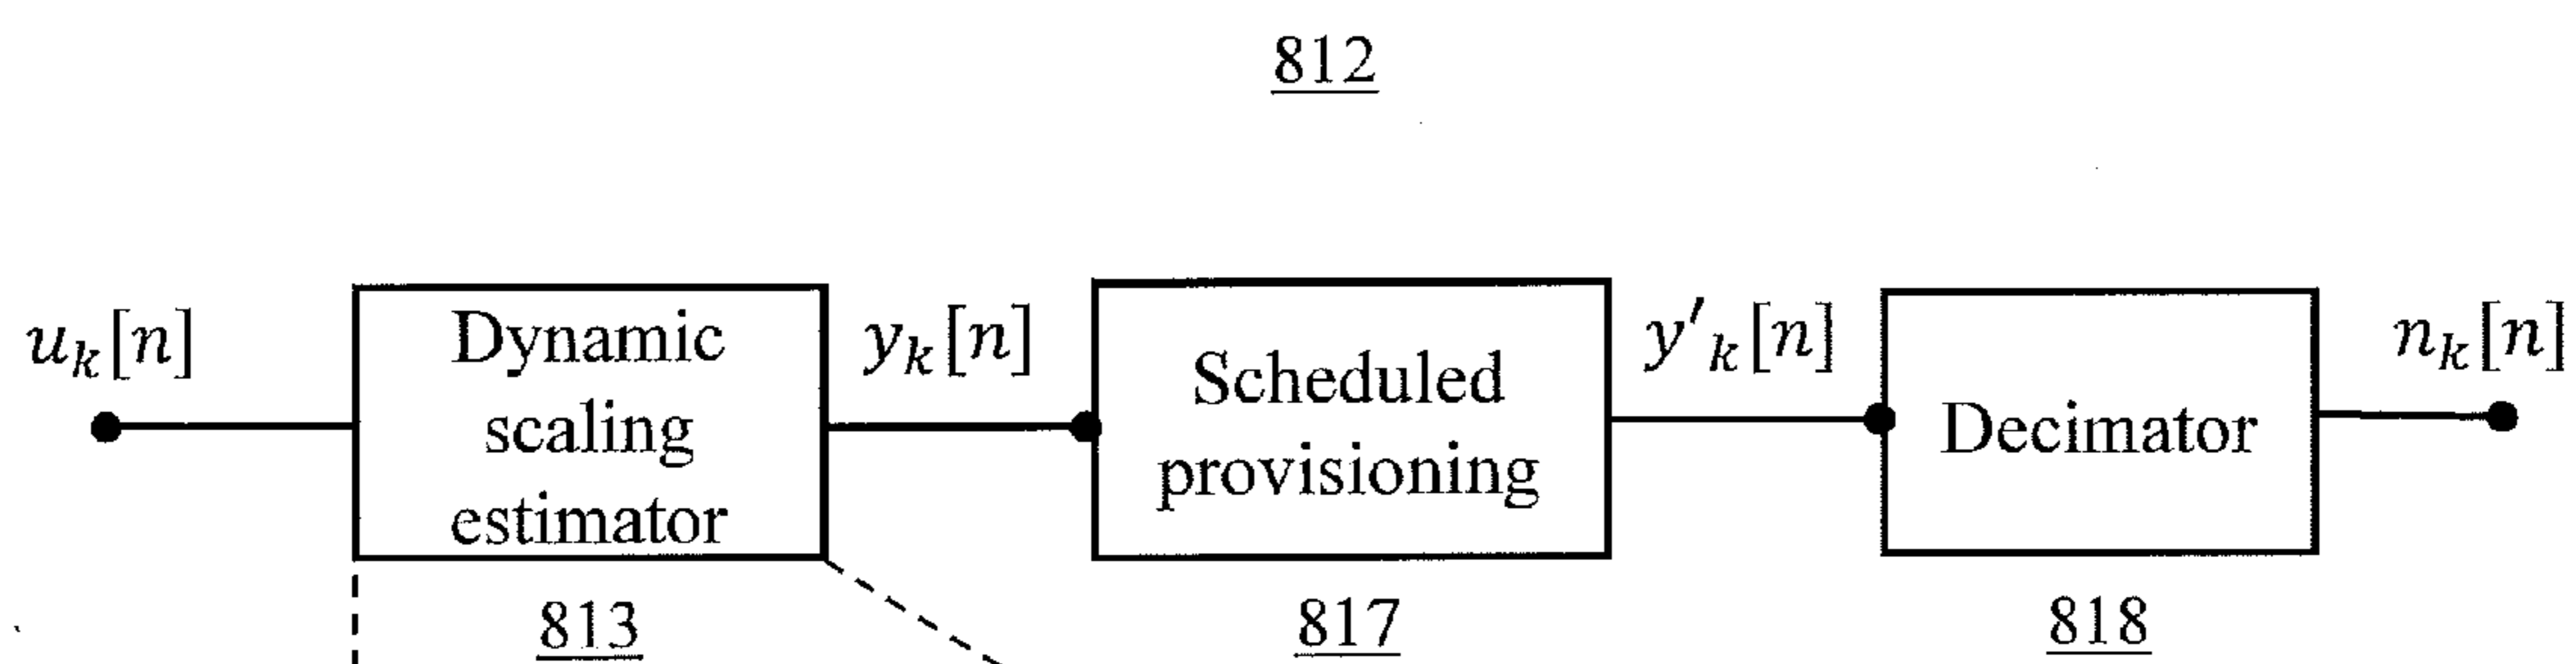 812
u_k[n]
Dynamic
scaling
estimator
y_k[n]
Scheduled
provisioning
y'_k[n]
Decimator
n_k[n]
813
817
818